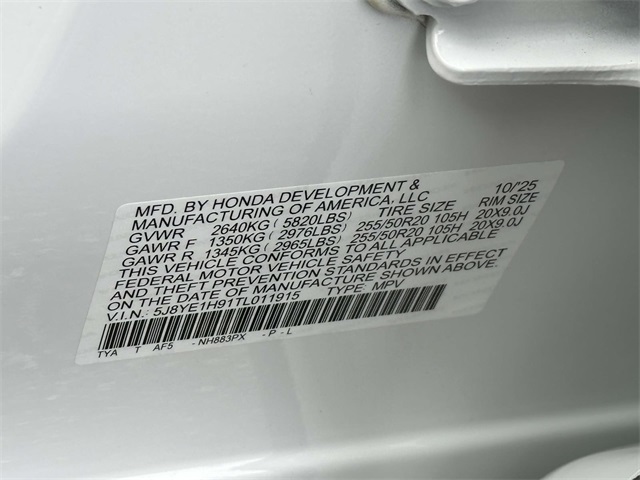 MFD. BY HONDA DEVELOPMENT & 10/'25
MANUFACTURING OF AMERICA, LLC
GVWR 2640KG ( 5820LBS) TIRE SIZE RIM SIZE
GAWR F 1350KG ( 2976LBS) 255/50R20 105H 20X9.0J
GAWR R 1345KG ( 2965LBS) 255/50R20 105H 20X9.0J
THIS VEHICLE CONFORMS TO ALL APPLICABLE
FEDERAL MOTOR VEHICLE SAFETY
AND THEFT PREVENTION STANDARDS IN EFFECT
ON THE DATE OF MANUFACTURE SHOWN ABOVE.
V.I.N.: 5J8YE1H91TL011915 TYPE: MPV
TYA T AF5 - NH883PX - P - L